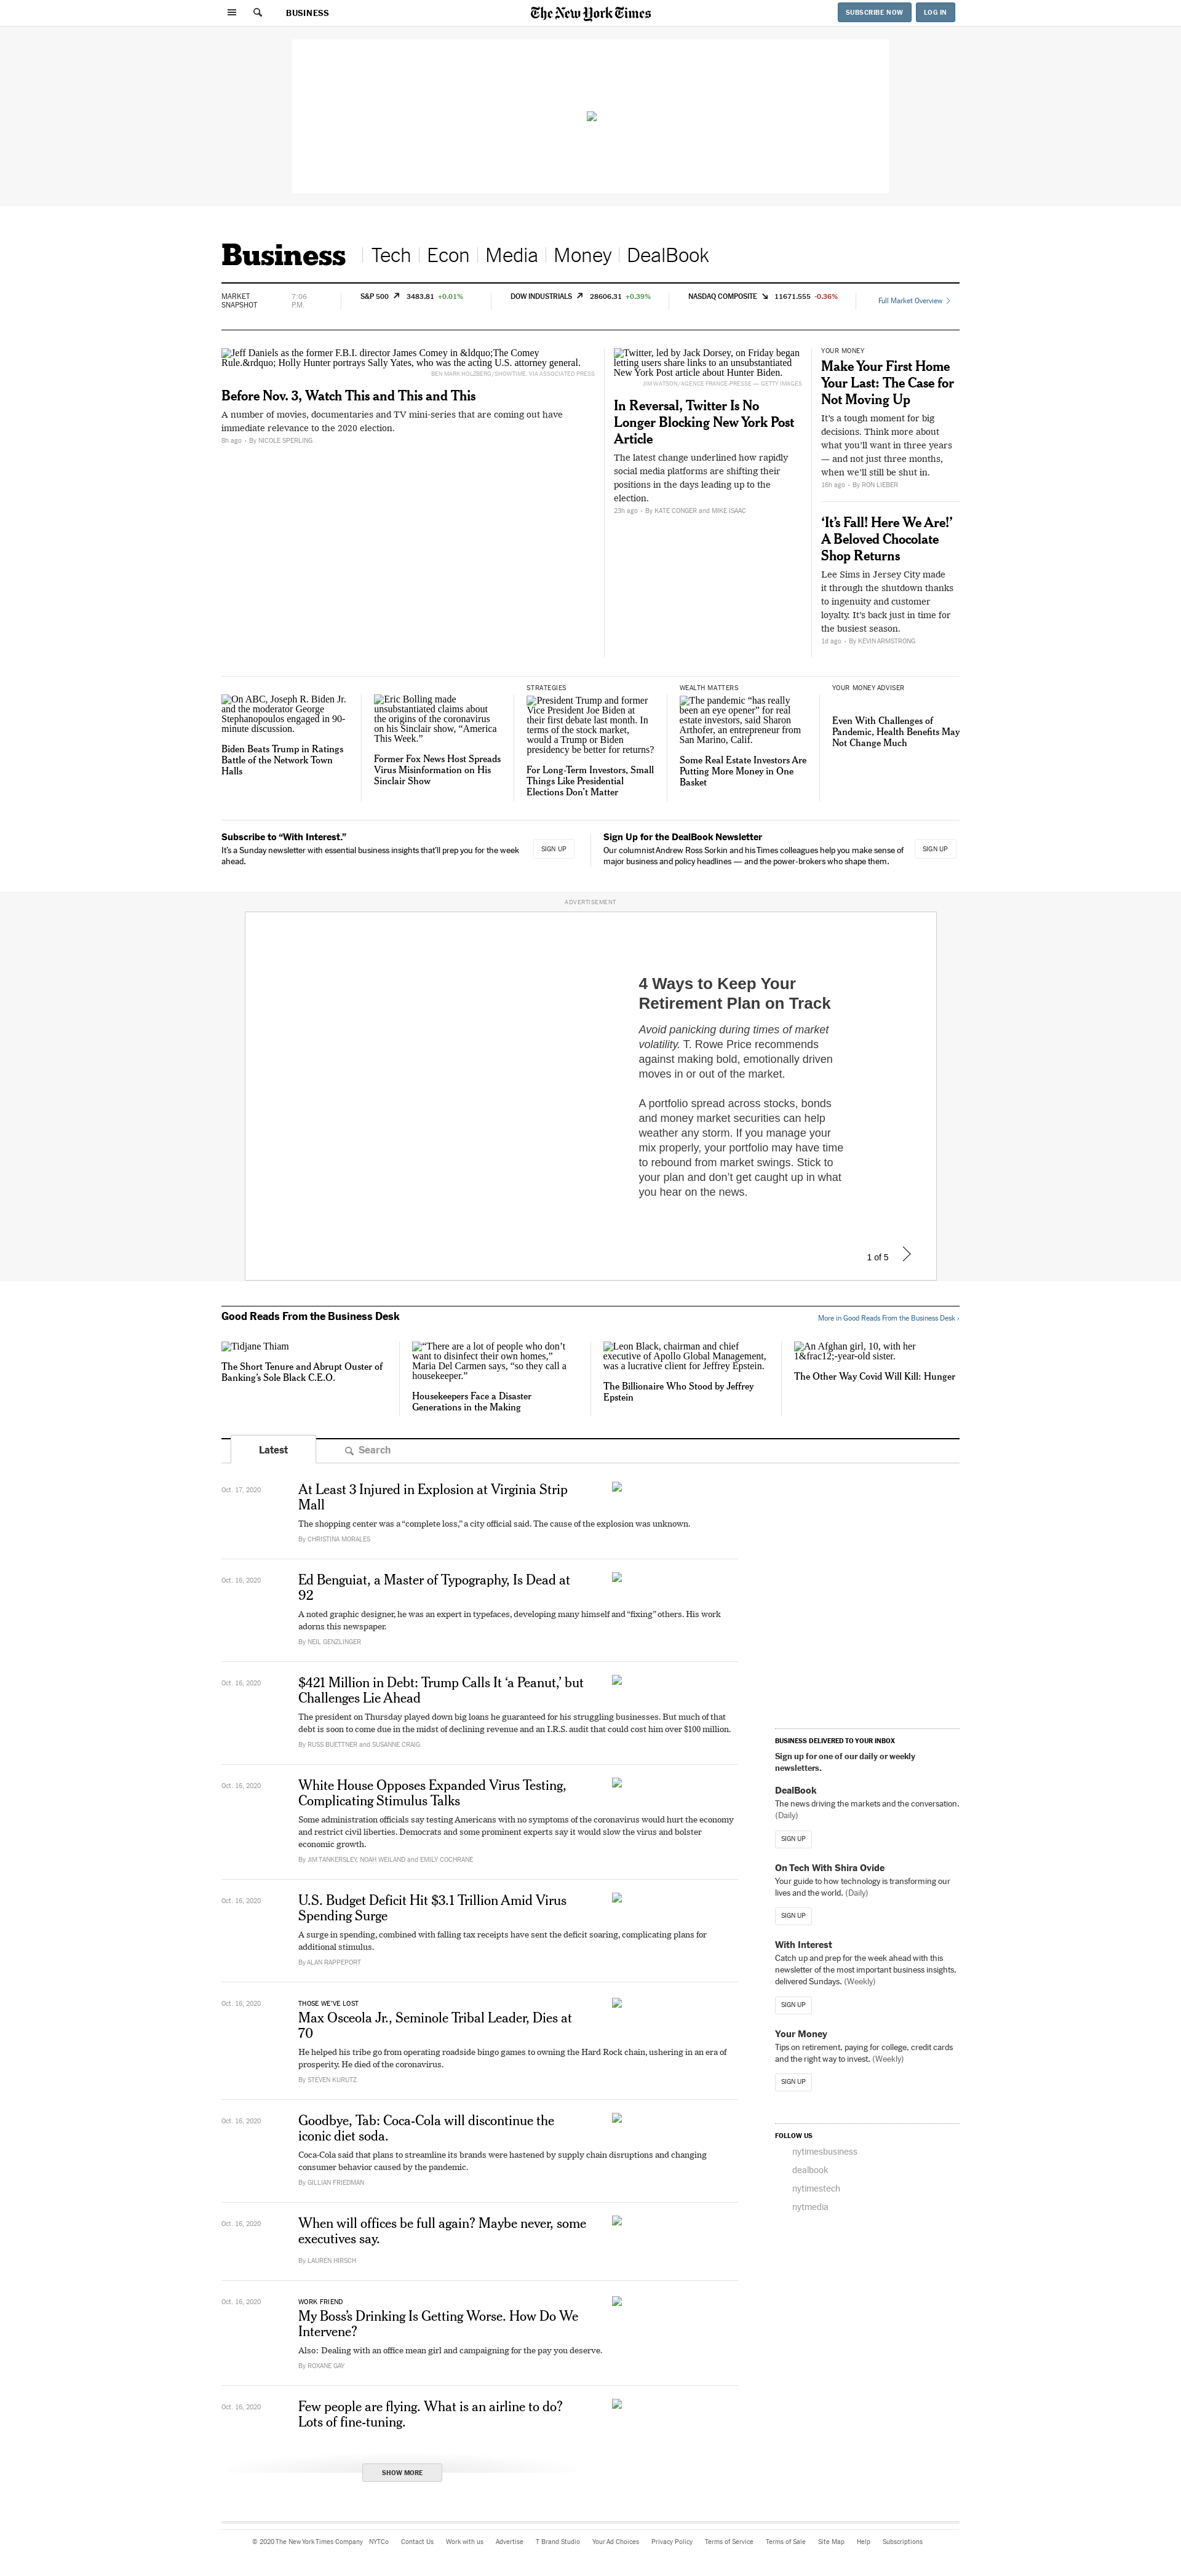 BUSINESS
The New York Times
SUBSCRIBE NOW
LOG IN
Business
Tech
Econ
Media
Money
DealBook
MARKET
SNAPSHOT
7:06
P.M.
S&P 500 3483.81 +0.01%
DOW INDUSTRIALS 28606.31 +0.39%
NASDAQ COMPOSITE 11671.555 -0.36%
Full Market Overview
Jeff Daniels as the former F.B.I. director James Comey in &ldquo;The Comey
Rule.&rdquo; Holly Hunter portrays Sally Yates, who was the acting U.S. attorney general.
BEN MARK HOLZBERG/SHOWTIME, VIA ASSOCIATED PRESS
Before Nov. 3, Watch This and This and This
A number of movies, documentaries and TV mini-series that are coming out have
immediate relevance to the 2020 election.
8h ago • By NICOLE SPERLING
Twitter, led by Jack Dorsey, on Friday began
letting users share links to an unsubstantiated
New York Post article about Hunter Biden.
JIM WATSON/AGENCE FRANCE-PRESSE — GETTY IMAGES
In Reversal, Twitter Is No
Longer Blocking New York Post
Article
The latest change underlined how rapidly
social media platforms are shifting their
positions in the days leading up to the
election.
23h ago • By KATE CONGER and MIKE ISAAC
YOUR MONEY
Make Your First Home
Your Last: The Case for
Not Moving Up
It’s a tough moment for big
decisions. Think more about
what you’ll want in three years
— and not just three months,
when we’ll still be shut in.
16h ago • By RON LIEBER
‘It’s Fall! Here We Are!’
A Beloved Chocolate
Shop Returns
Lee Sims in Jersey City made
it through the shutdown thanks
to ingenuity and customer
loyalty. It’s back just in time for
the busiest season.
1d ago • By KEVIN ARMSTRONG
On ABC, Joseph R. Biden Jr.
and the moderator George
Stephanopoulos engaged in 90-
minute discussion.
Biden Beats Trump in Ratings
Battle of the Network Town
Halls
Eric Bolling made
unsubstantiated claims about
the origins of the coronavirus
on his Sinclair show, “America
This Week.”
Former Fox News Host Spreads
Virus Misinformation on His
Sinclair Show
STRATEGIES
President Trump and former
Vice President Joe Biden at
their first debate last month. In
terms of the stock market,
would a Trump or Biden
presidency be better for returns?
For Long-Term Investors, Small
Things Like Presidential
Elections Don’t Matter
WEALTH MATTERS
The pandemic “has really
been an eye opener” for real
estate investors, said Sharon
Arthofer, an entrepreneur from
San Marino, Calif.
Some Real Estate Investors Are
Putting More Money in One
Basket
YOUR MONEY ADVISER
Even With Challenges of
Pandemic, Health Benefits May
Not Change Much
Subscribe to “With Interest.”
It’s a Sunday newsletter with essential business insights that’ll prep you for the week
ahead.
SIGN UP
Sign Up for the DealBook Newsletter
Our columnist Andrew Ross Sorkin and his Times colleagues help you make sense of
major business and policy headlines — and the power-brokers who shape them.
SIGN UP
ADVERTISEMENT
4 Ways to Keep Your
Retirement Plan on Track
Avoid panicking during times of market
volatility. T. Rowe Price recommends
against making bold, emotionally driven
moves in or out of the market.
A portfolio spread across stocks, bonds
and money market securities can help
weather any storm. If you manage your
mix properly, your portfolio may have time
to rebound from market swings. Stick to
your plan and don’t get caught up in what
you hear on the news.
1 of 5
Good Reads From the Business Desk
More in Good Reads From the Business Desk ›
Tidjane Thiam
The Short Tenure and Abrupt Ouster of
Banking’s Sole Black C.E.O.
“There are a lot of people who don’t
want to disinfect their own homes,”
Maria Del Carmen says, “so they call a
housekeeper.”
Housekeepers Face a Disaster
Generations in the Making
Leon Black, chairman and chief
executive of Apollo Global Management,
was a lucrative client for Jeffrey Epstein.
The Billionaire Who Stood by Jeffrey
Epstein
An Afghan girl, 10, with her
1&frac12;-year-old sister.
The Other Way Covid Will Kill: Hunger
Latest
Search
Oct. 17, 2020
At Least 3 Injured in Explosion at Virginia Strip
Mall
The shopping center was a “complete loss,” a city official said. The cause of the explosion was unknown.
By CHRISTINA MORALES
Oct. 16, 2020
Ed Benguiat, a Master of Typography, Is Dead at
92
A noted graphic designer, he was an expert in typefaces, developing many himself and “fixing” others. His work
adorns this newspaper.
By NEIL GENZLINGER
Oct. 16, 2020
$421 Million in Debt: Trump Calls It ‘a Peanut,’ but
Challenges Lie Ahead
The president on Thursday played down big loans he guaranteed for his struggling businesses. But much of that
debt is soon to come due in the midst of declining revenue and an I.R.S. audit that could cost him over $100 million.
By RUSS BUETTNER and SUSANNE CRAIG
Oct. 16, 2020
White House Opposes Expanded Virus Testing,
Complicating Stimulus Talks
Some administration officials say testing Americans with no symptoms of the coronavirus would hurt the economy
and restrict civil liberties. Democrats and some prominent experts say it would slow the virus and bolster
economic growth.
By JIM TANKERSLEY, NOAH WEILAND and EMILY COCHRANE
Oct. 16, 2020
U.S. Budget Deficit Hit $3.1 Trillion Amid Virus
Spending Surge
A surge in spending, combined with falling tax receipts have sent the deficit soaring, complicating plans for
additional stimulus.
By ALAN RAPPEPORT
Oct. 16, 2020
THOSE WE’VE LOST
Max Osceola Jr., Seminole Tribal Leader, Dies at
70
He helped his tribe go from operating roadside bingo games to owning the Hard Rock chain, ushering in an era of
prosperity. He died of the coronavirus.
By STEVEN KURUTZ
Oct. 16, 2020
Goodbye, Tab: Coca-Cola will discontinue the
iconic diet soda.
Coca-Cola said that plans to streamline its brands were hastened by supply chain disruptions and changing
consumer behavior caused by the pandemic.
By GILLIAN FRIEDMAN
Oct. 16, 2020
When will offices be full again? Maybe never, some
executives say.
By LAUREN HIRSCH
Oct. 16, 2020
WORK FRIEND
My Boss’s Drinking Is Getting Worse. How Do We
Intervene?
Also: Dealing with an office mean girl and campaigning for the pay you deserve.
By ROXANE GAY
Oct. 16, 2020
Few people are flying. What is an airline to do?
Lots of fine-tuning.
SHOW MORE
BUSINESS DELIVERED TO YOUR INBOX
Sign up for one of our daily or weekly
newsletters.
DealBook
The news driving the markets and the conversation.
(Daily)
SIGN UP
On Tech With Shira Ovide
Your guide to how technology is transforming our
lives and the world. (Daily)
SIGN UP
With Interest
Catch up and prep for the week ahead with this
newsletter of the most important business insights,
delivered Sundays. (Weekly)
SIGN UP
Your Money
Tips on retirement, paying for college, credit cards
and the right way to invest. (Weekly)
SIGN UP
FOLLOW US
nytimesbusiness
dealbook
nytimestech
nytmedia
© 2020 The New York Times Company NYTCo Contact Us Work with us Advertise T Brand Studio Your Ad Choices Privacy Policy Terms of Service Terms of Sale Site Map Help Subscriptions